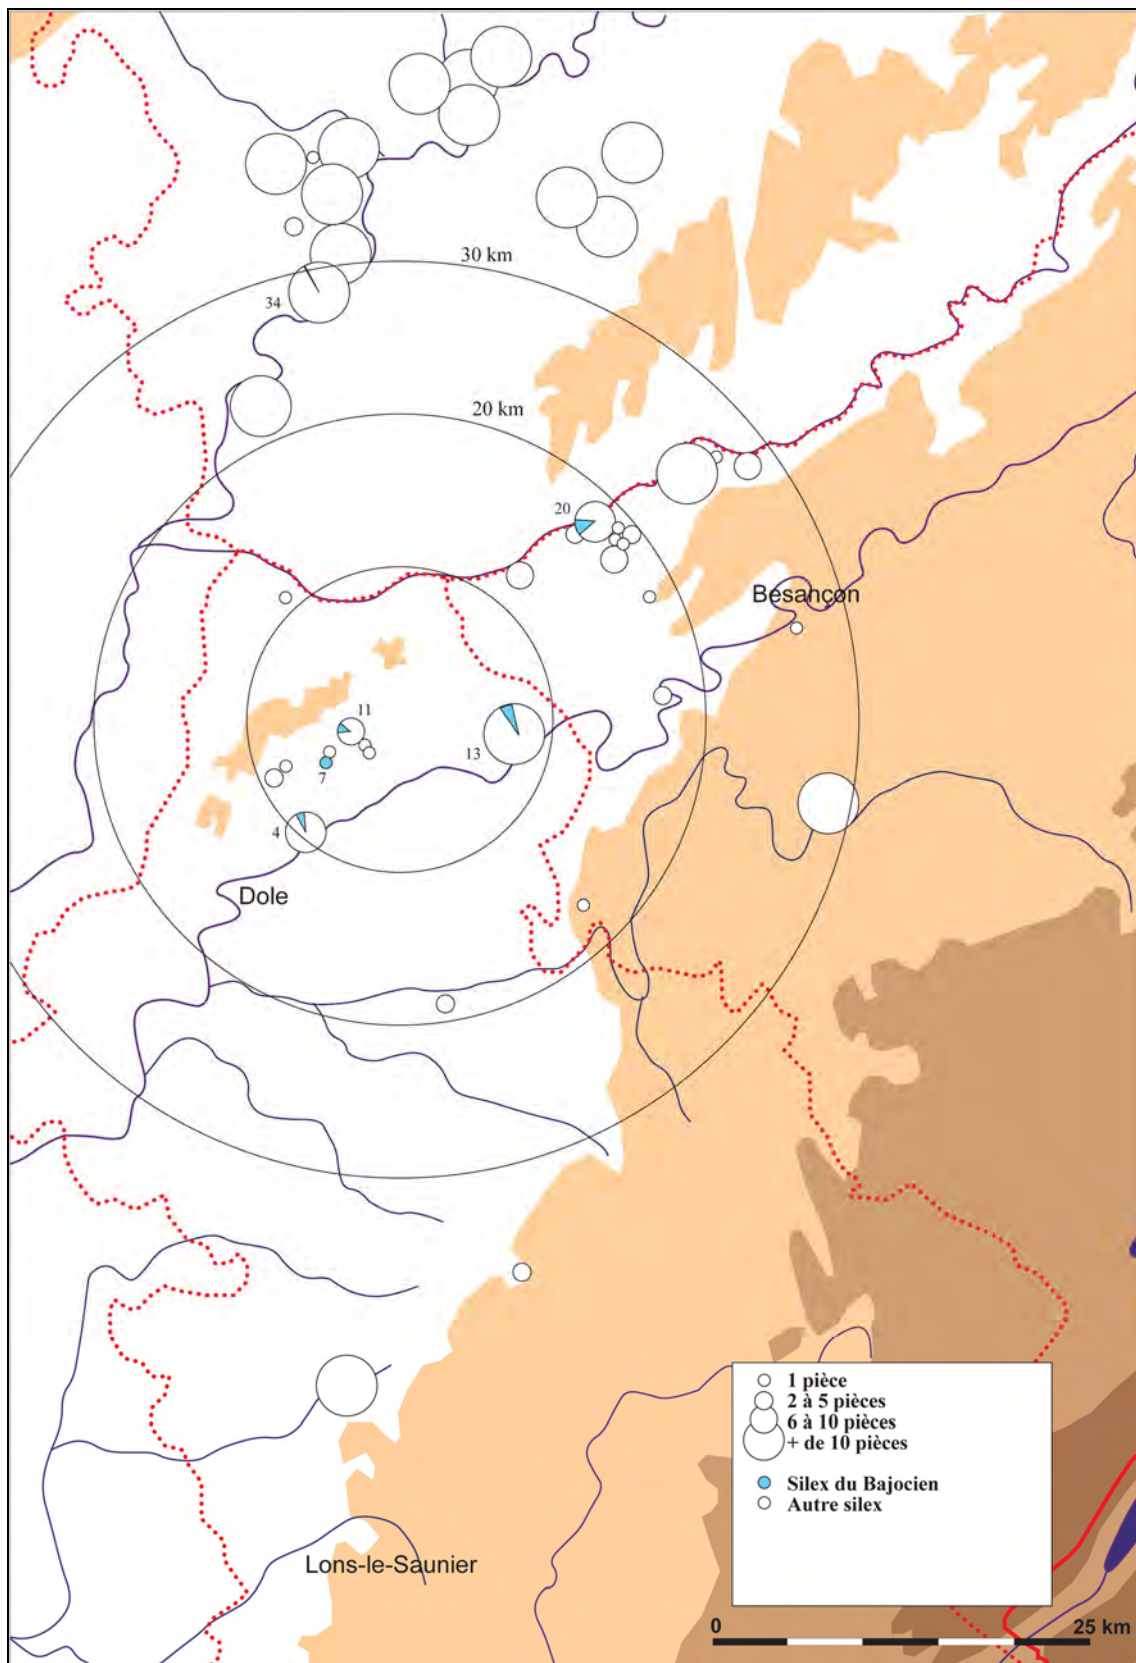 30 km
34
20 km
20
Besançon
11
13
7
4
Dole
1 pièce
2 à 5 pièces
6 à 10 pièces
+ de 10 pièces
Silex du Bajocien
Autre silex
Lons-le-Saunier
0 25 km